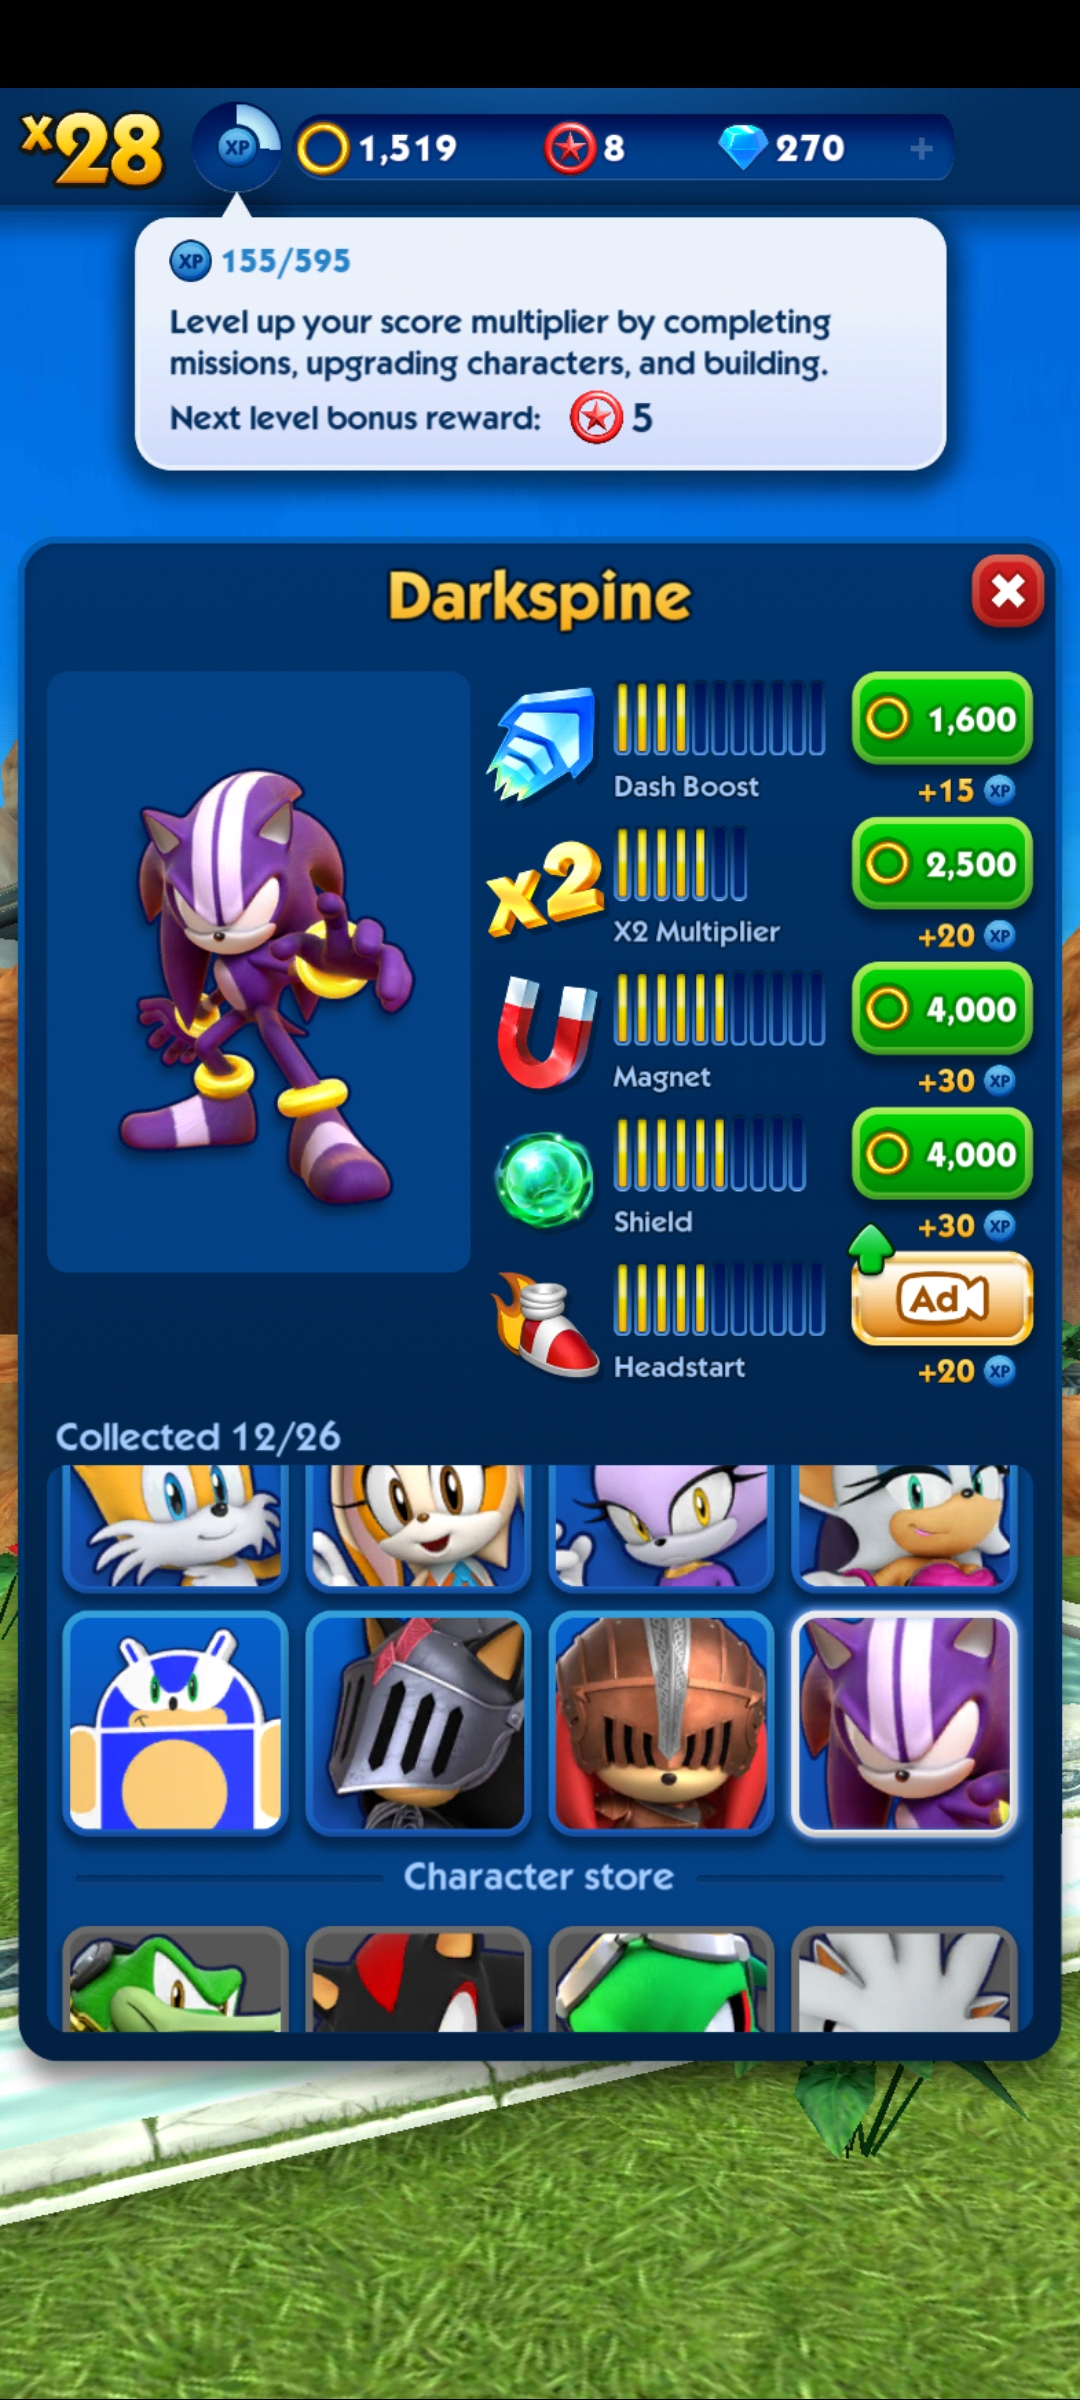 x28 XP 1,519 8 270 +
XP 155/595
Level up your score multiplier by completing
missions, upgrading characters, and building.
Next level bonus reward: 5
Darkspine
Dash Boost
1,600
+15 XP
x2
X2 Multiplier
2,500
+20 XP
Magnet
4,000
+30 XP
Shield
4,000
+30 XP
Headstart
Ad
+20 XP
Collected 12/26
Character store